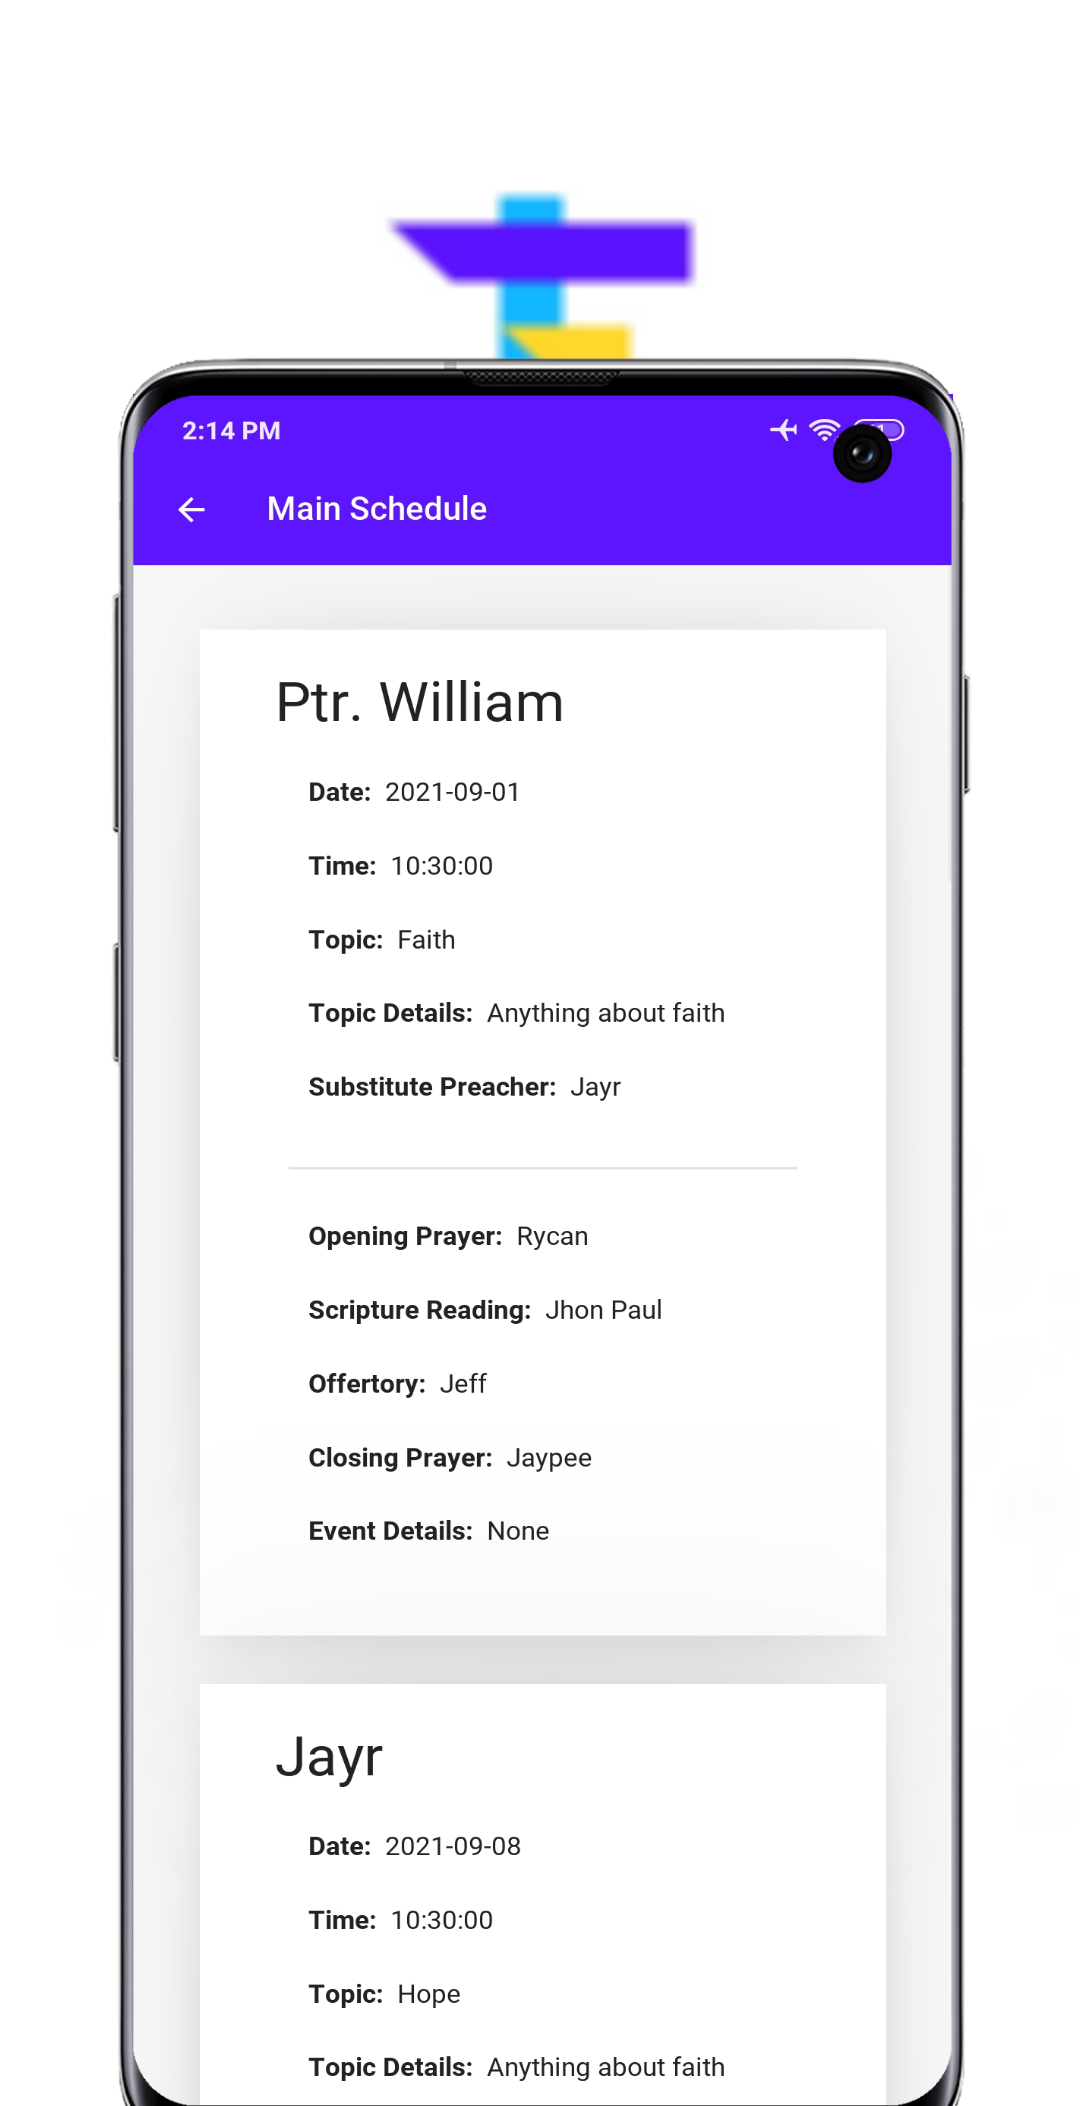 2:14 PM
Main Schedule
Ptr. William
Date: 2021-09-01
Time: 10:30:00
Topic: Faith
Topic Details: Anything about faith
Substitute Preacher: Jayr
Opening Prayer: Rycan
Scripture Reading: Jhon Paul
Offertory: Jeff
Closing Prayer: Jaypee
Event Details: None
Jayr
Date: 2021-09-08
Time: 10:30:00
Topic: Hope
Topic Details: Anything about faith